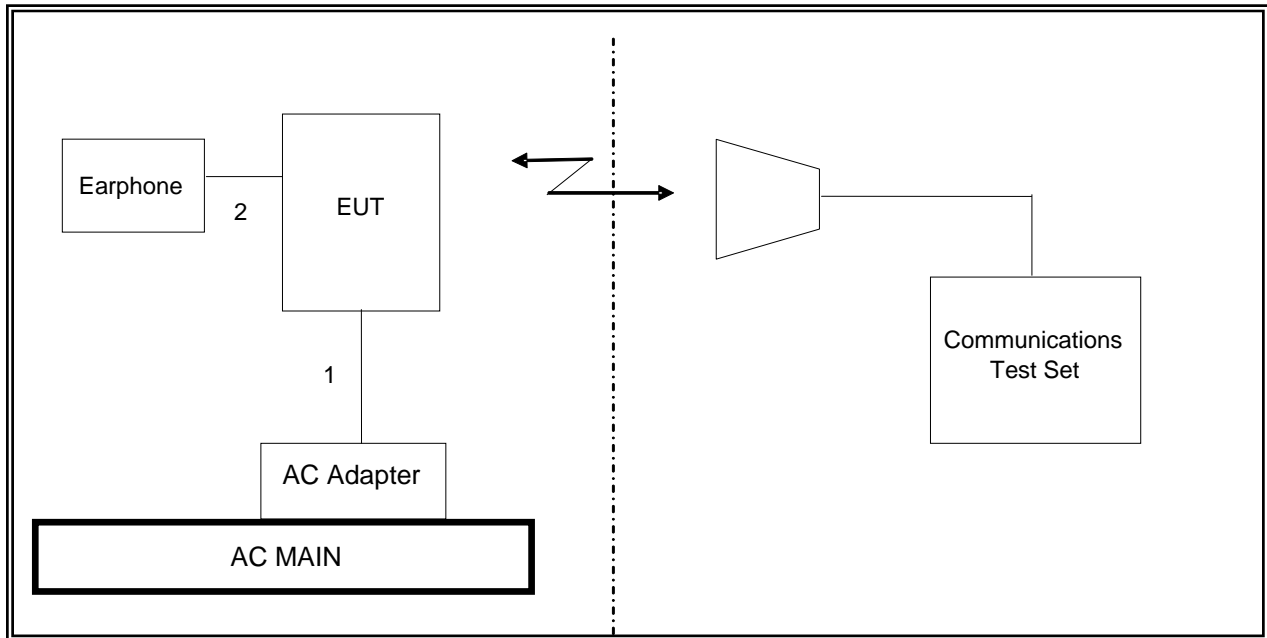 Earphone
2
EUT
1
AC Adapter
AC MAIN
Communications
Test Set